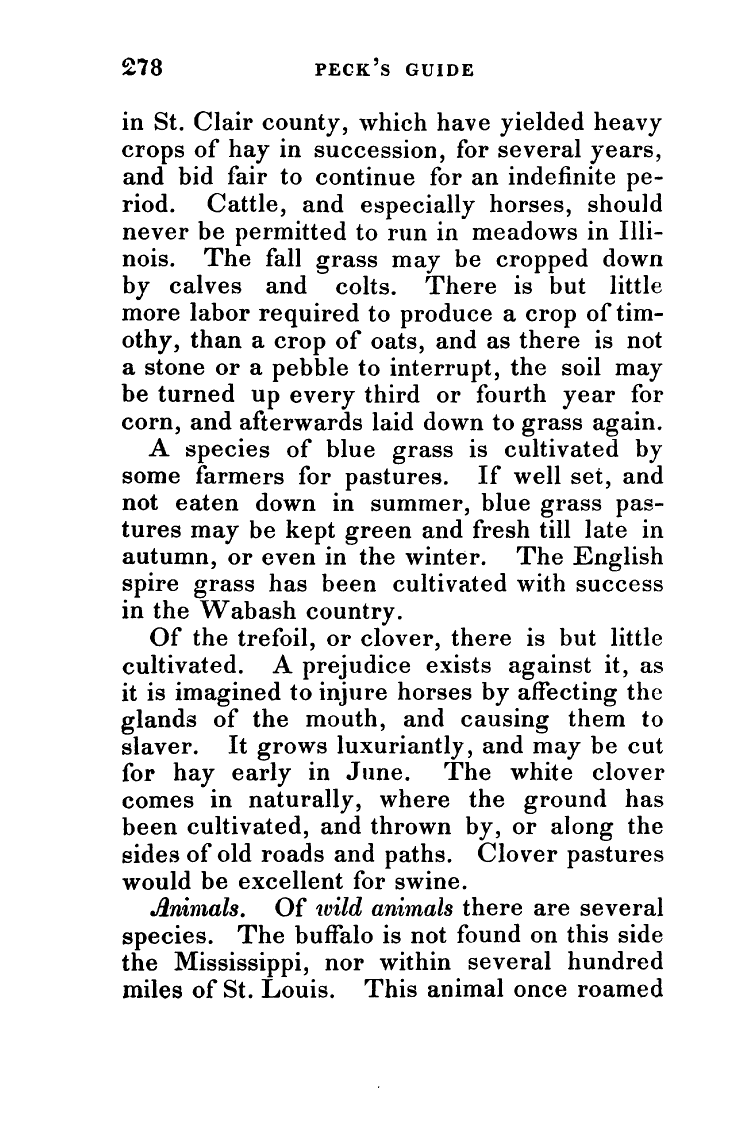 278 PECK'S GUIDE
in St. Clair county, which have yielded heavy
crops of hay in succession, for several years,
and bid fair to continue for an indefinite pe-
riod. Cattle, and especially horses, should
never be permitted to run in meadows in Illi-
nois. The fall grass may be cropped down
by calves and colts. There is but little
more labor required to produce a crop of tim-
othy, than a crop of oats, and as there is not
a stone or a pebble to interrupt, the soil may
be turned up every third or fourth year for
corn, and afterwards laid down to grass again.
A species of blue grass is cultivated by
some farmers for pastures. If well set, and
not eaten down in summer, blue grass pas-
tures may be kept green and fresh till late in
autumn, or even in the winter. The English
spire grass has been cultivated with success
in the Wabash country.
Of the trefoil, or clover, there is but little
cultivated. A prejudice exists against it, as
it is imagined to injure horses by affecting the
glands of the mouth, and causing them to
slaver. It grows luxuriantly, and may be cut
for hay early in June. The white clover
comes in naturally, where the ground has
been cultivated, and thrown by, or along the
sides of old roads and paths. Clover pastures
would be excellent for swine.
Animals. Of wild animals there are several
species. The buffalo is not found on this side
the Mississippi, nor within several hundred
miles of St. Louis. This animal once roamed